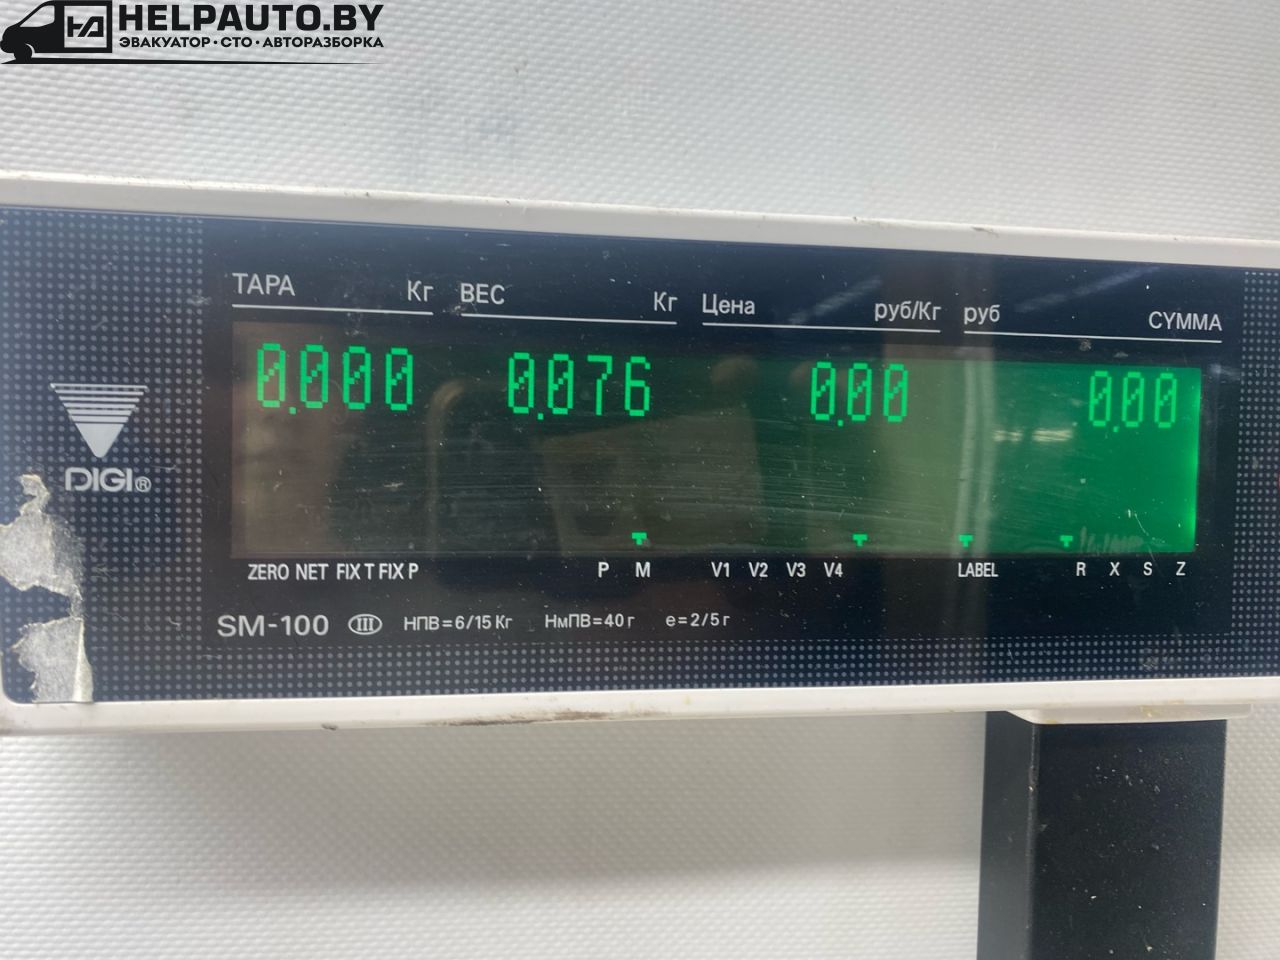 HELPAUTO.BY
ЭВАКУАТОР·СТО·АВТОРАЗБОРКА
ТАРА Кг ВЕС Кг Цена руб/Кг руб СУММА
0.000 0.076 0.00 0.00
DIGI®
ZERO NET FIX T FIX P P M V1 V2 V3 V4 LABEL R X S Z
SM-100 III НПВ=6/15 Кг НмПВ=40 г e=2/5 г